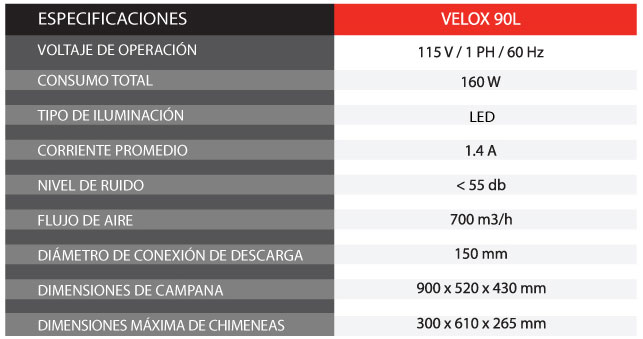 ESPECIFICACIONES VELOX 90L
VOLTAJE DE OPERACIÓN 115 V / 1 PH / 60 Hz
CONSUMO TOTAL 160 W
TIPO DE ILUMINACIÓN LED
CORRIENTE PROMEDIO 1.4 A
NIVEL DE RUIDO < 55 db
FLUJO DE AIRE 700 m3/h
DIÁMETRO DE CONEXIÓN DE DESCARGA 150 mm
DIMENSIONES DE CAMPANA 900 x 520 x 430 mm
DIMENSIONES MÁXIMA DE CHIMENEAS 300 x 610 x 265 mm